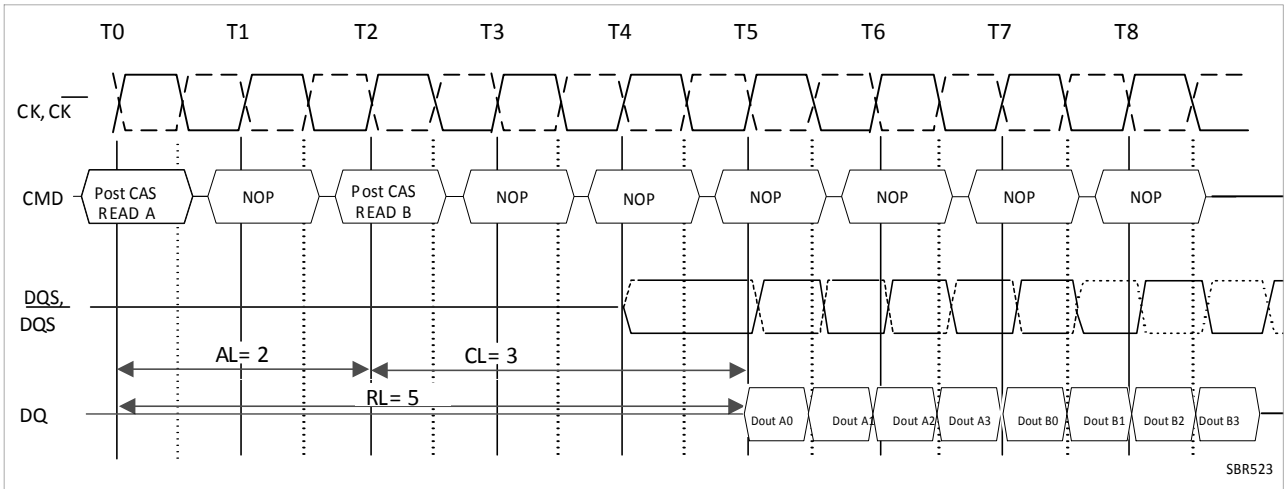 T0 T1 T2 T3 T4 T5 T6 T7 T8
CK, C̅K̅
CMD
Post CAS
READ A
NOP
Post CAS
READ B
NOP
NOP
NOP
NOP
NOP
NOP
DQS,
D̅Q̅S̅
AL= 2
CL= 3
RL= 5
DQ
Dout A0 Dout A1 Dout A2 Dout A3 Dout B0 Dout B1 Dout B2 Dout B3
SBR523